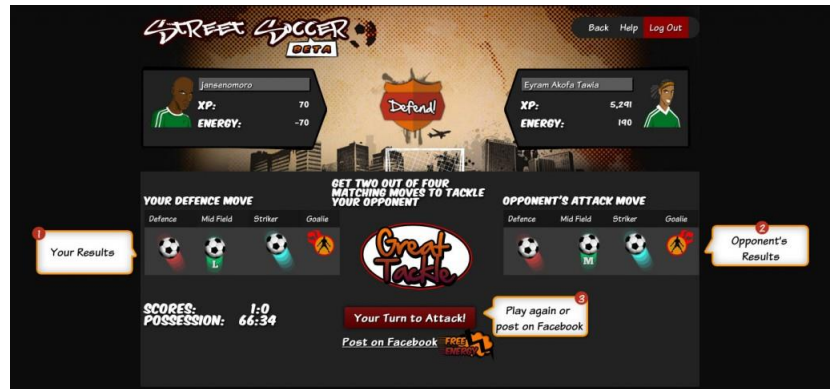 STREET SOCCER
BETA
Back Help Log Out
jansenomoro
XP: 70
ENERGY: -70
Defend!
Eyram Akofa Tawia
XP: 5,291
ENERGY: 190
GET TWO OUT OF FOUR
MATCHING MOVES TO TACKLE
YOUR OPPONENT
YOUR DEFENCE MOVE
Defence Mid Field Striker Goalie
L
OPPONENT'S ATTACK MOVE
Defence Mid Field Striker Goalie
M
1
Your Results
Great
Tackle
2
Opponent's
Results
SCORES: 1:0
POSSESSION: 66:34
Your Turn to Attack!
Post on Facebook
FREE
ENERGY
3
Play again or
post on Facebook